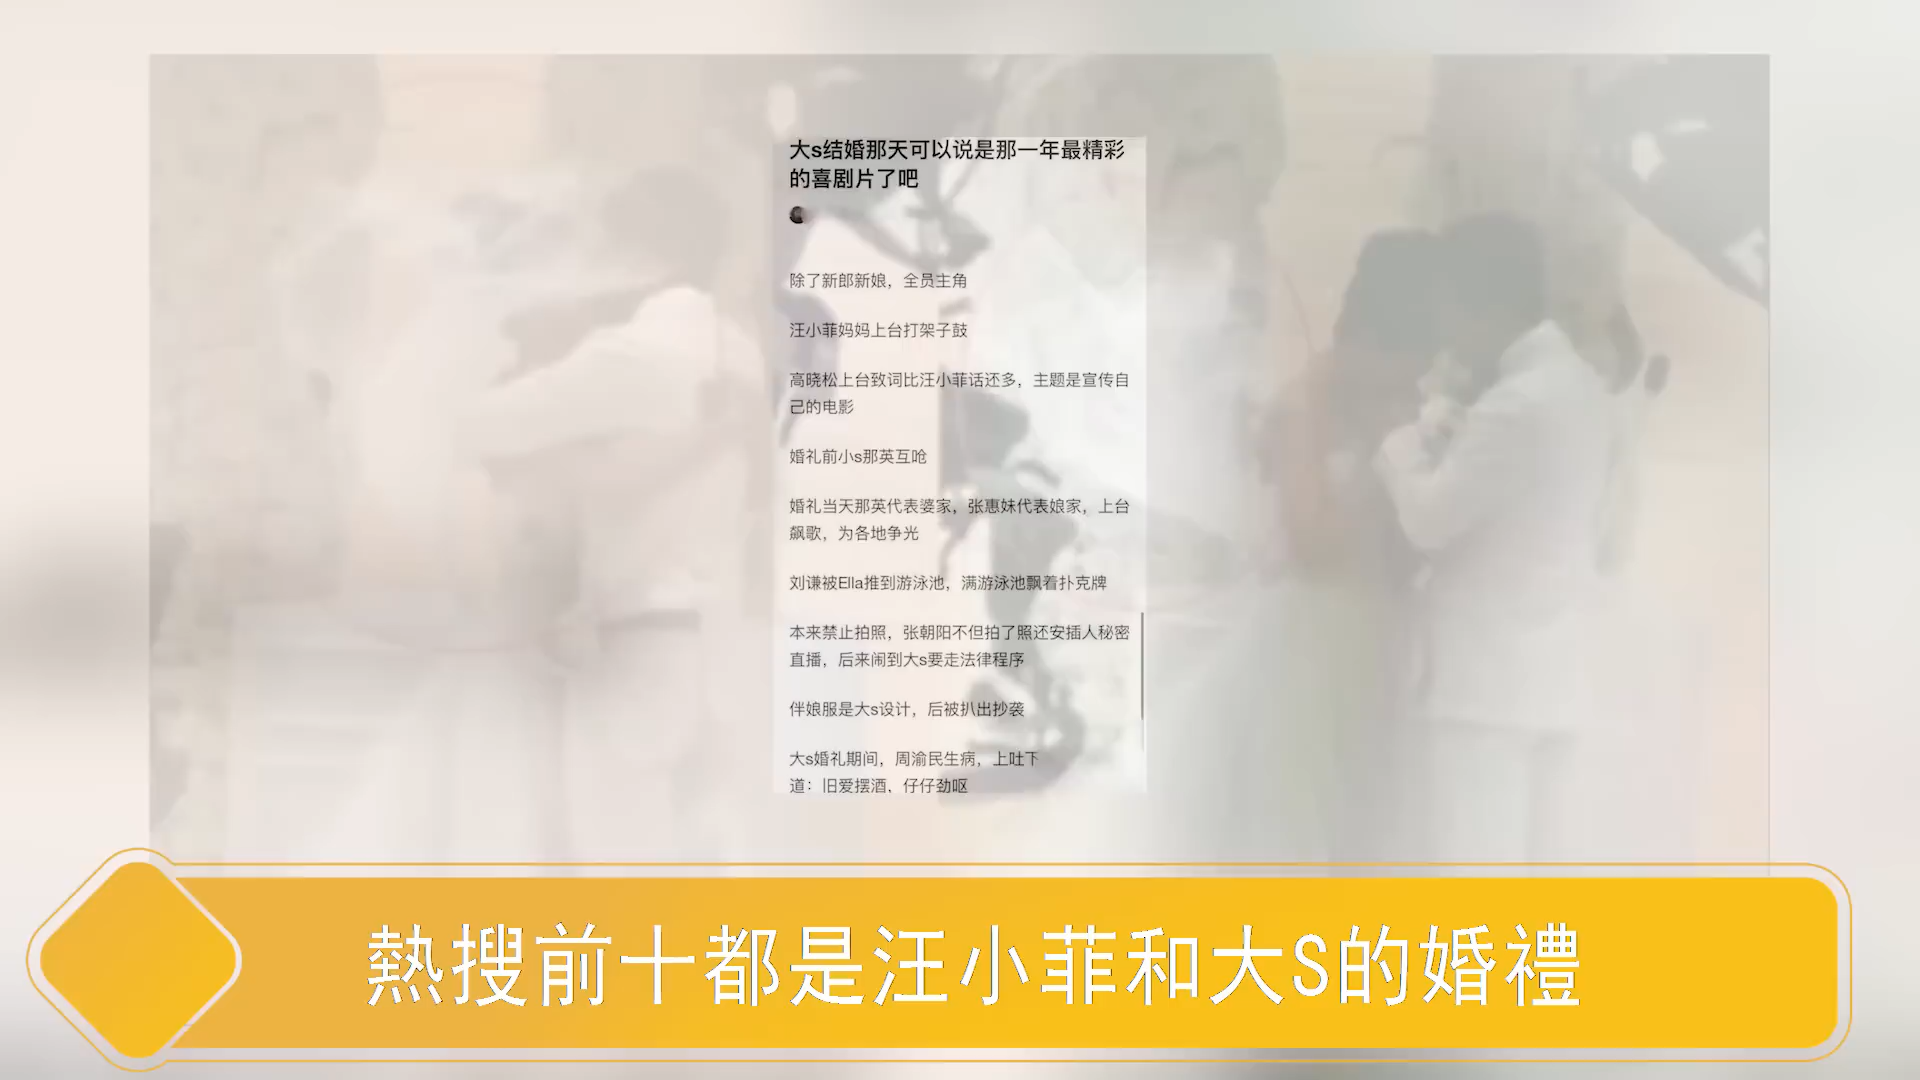 大s结婚那天可以说是那一年最精彩
的喜剧片了吧
除了新郎新娘，全员主角
汪小菲妈妈上台打架子鼓
高晓松上台致词比汪小菲话还多，主题是宣传自
己的电影
婚礼前小s那英互呛
婚礼当天那英代表婆家，张惠妹代表娘家，上台
飙歌，为各地争光
刘谦被Ella推到游泳池，满游泳池飘着扑克牌
本来禁止拍照，张朝阳不但拍了照还安插人秘密
直播，后来闹到大s要走法律程序
伴娘服是大s设计，后被扒出抄袭
大s婚礼期间，周渝民生病，上吐下
道：旧爱摆酒，仔仔劲呕
熱搜前十都是汪小菲和大S的婚禮